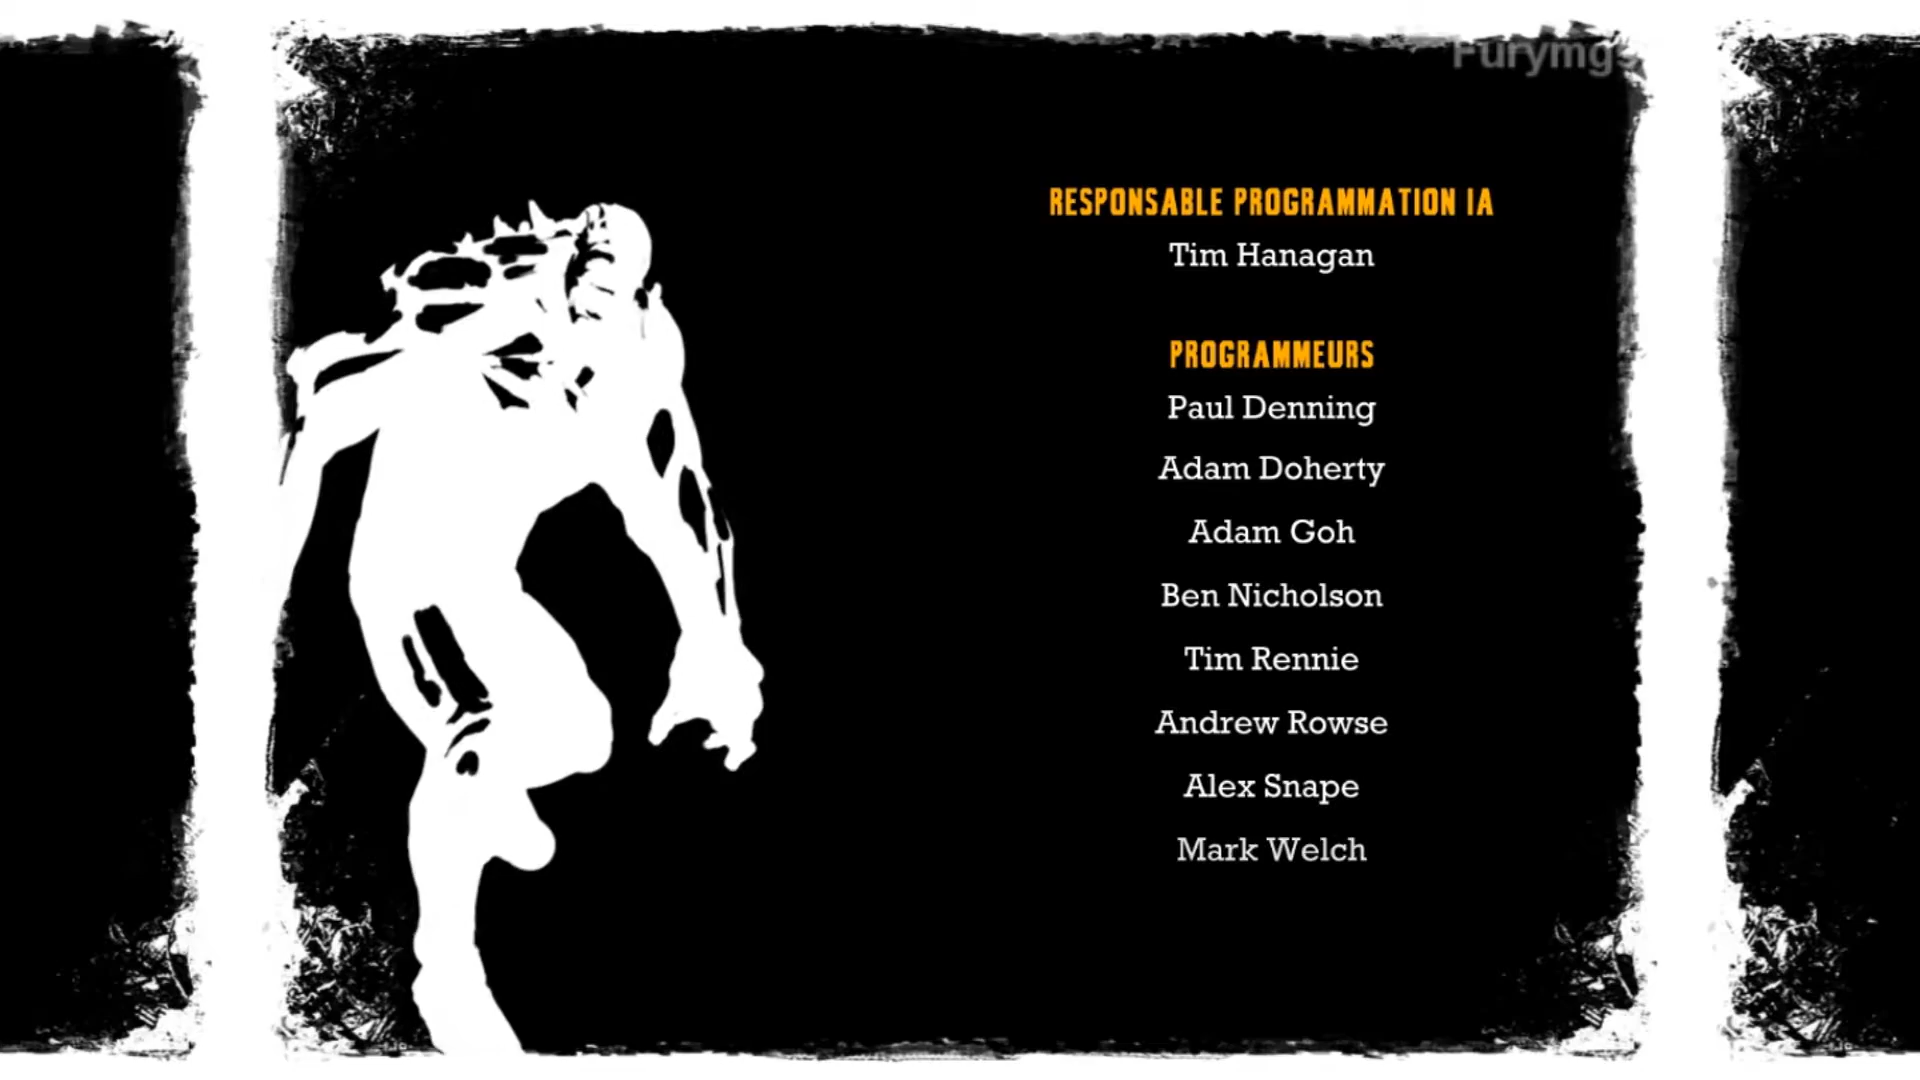 Furymgs
RESPONSABLE PROGRAMMATION IA
Tim Hanagan
PROGRAMMEURS
Paul Denning
Adam Doherty
Adam Goh
Ben Nicholson
Tim Rennie
Andrew Rowse
Alex Snape
Mark Welch